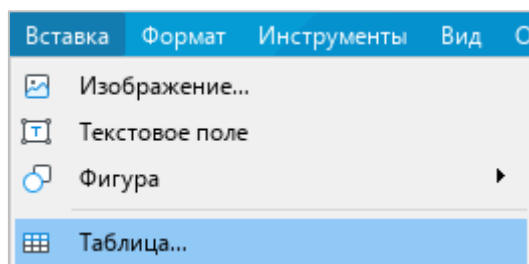 Вставка Формат Инструменты Вид
Изображение...
Текстовое поле
Фигура
Таблица...